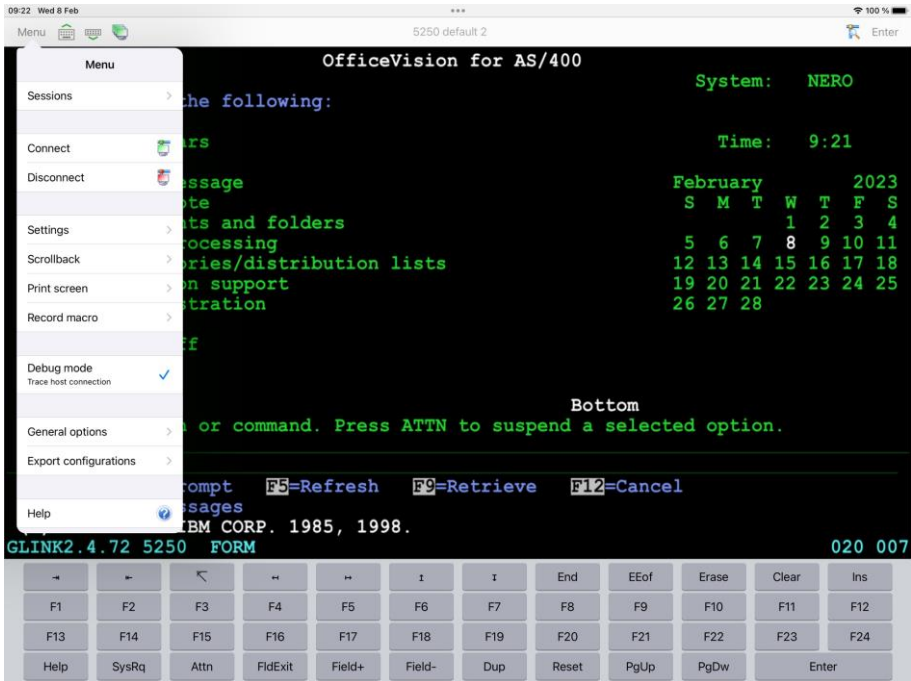 09:22 Wed 8 Feb
100 %
Menu
5250 default 2
Enter
Menu
Sessions
Connect
Disconnect
Settings
Scrollback
Print screen
Record macro
Debug mode
Trace host connection
General options
Export configurations
Help
OfficeVision for AS/400
System: NERO
the following:
ars
Time: 9:21
essage
February 2023
ote
S M T W T F S
ts and folders
1 2 3 4
rocessing
5 6 7 8 9 10 11
ories/distribution lists
12 13 14 15 16 17 18
on support
19 20 21 22 23 24 25
stration
26 27 28
ff
Bottom
or command. Press ATTN to suspend a selected option.
rompt F5=Refresh F9=Retrieve F12=Cancel
ssages
IBM CORP. 1985, 1998.
GLINK2.4.72 5250 FORM 020 007
End EEof Erase Clear Ins
F1 F2 F3 F4 F5 F6 F7 F8 F9 F10 F11 F12
F13 F14 F15 F16 F17 F18 F19 F20 F21 F22 F23 F24
Help SysRq Attn FldExit Field+ Field- Dup Reset PgUp PgDw Enter